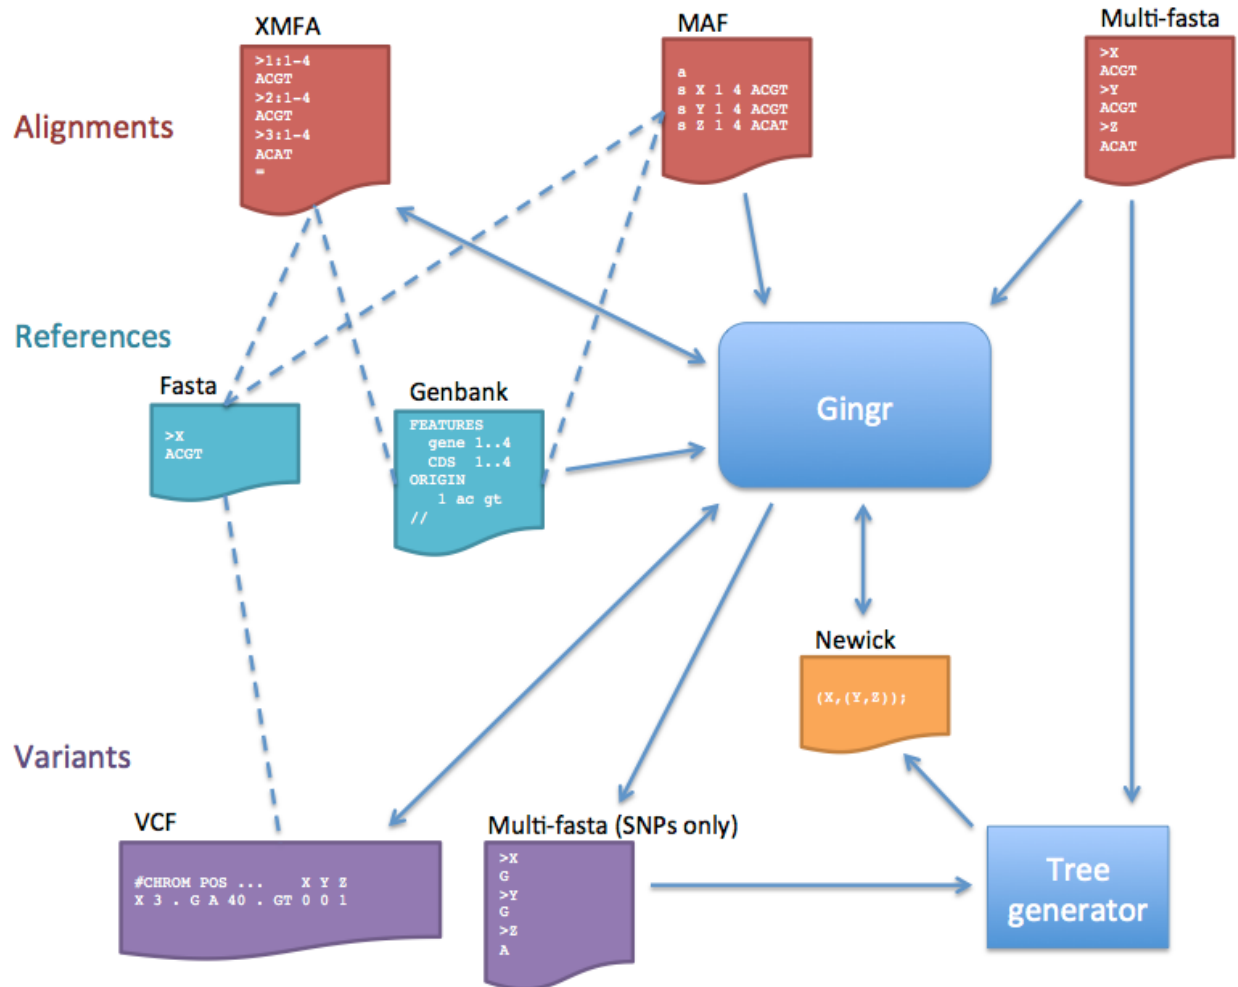 XMFA
>1:1-4
ACGT
>2:1-4
ACGT
>3:1-4
ACAT
=
MAF
a
s X 1 4 ACGT
s Y 1 4 ACGT
s Z 1 4 ACAT
Multi-fasta
>X
ACGT
>Y
ACGT
>Z
ACAT
Alignments
References
Fasta
>X
ACGT
Genbank
FEATURES
gene 1..4
CDS 1..4
ORIGIN
1 ac gt
//
Gingr
Newick
(X,(Y,Z));
Variants
VCF
#CHROM POS ... X Y Z
X 3 . G A 40 . GT 0 0 1
Multi-fasta (SNPs only)
>X
G
>Y
G
>Z
A
Tree
generator